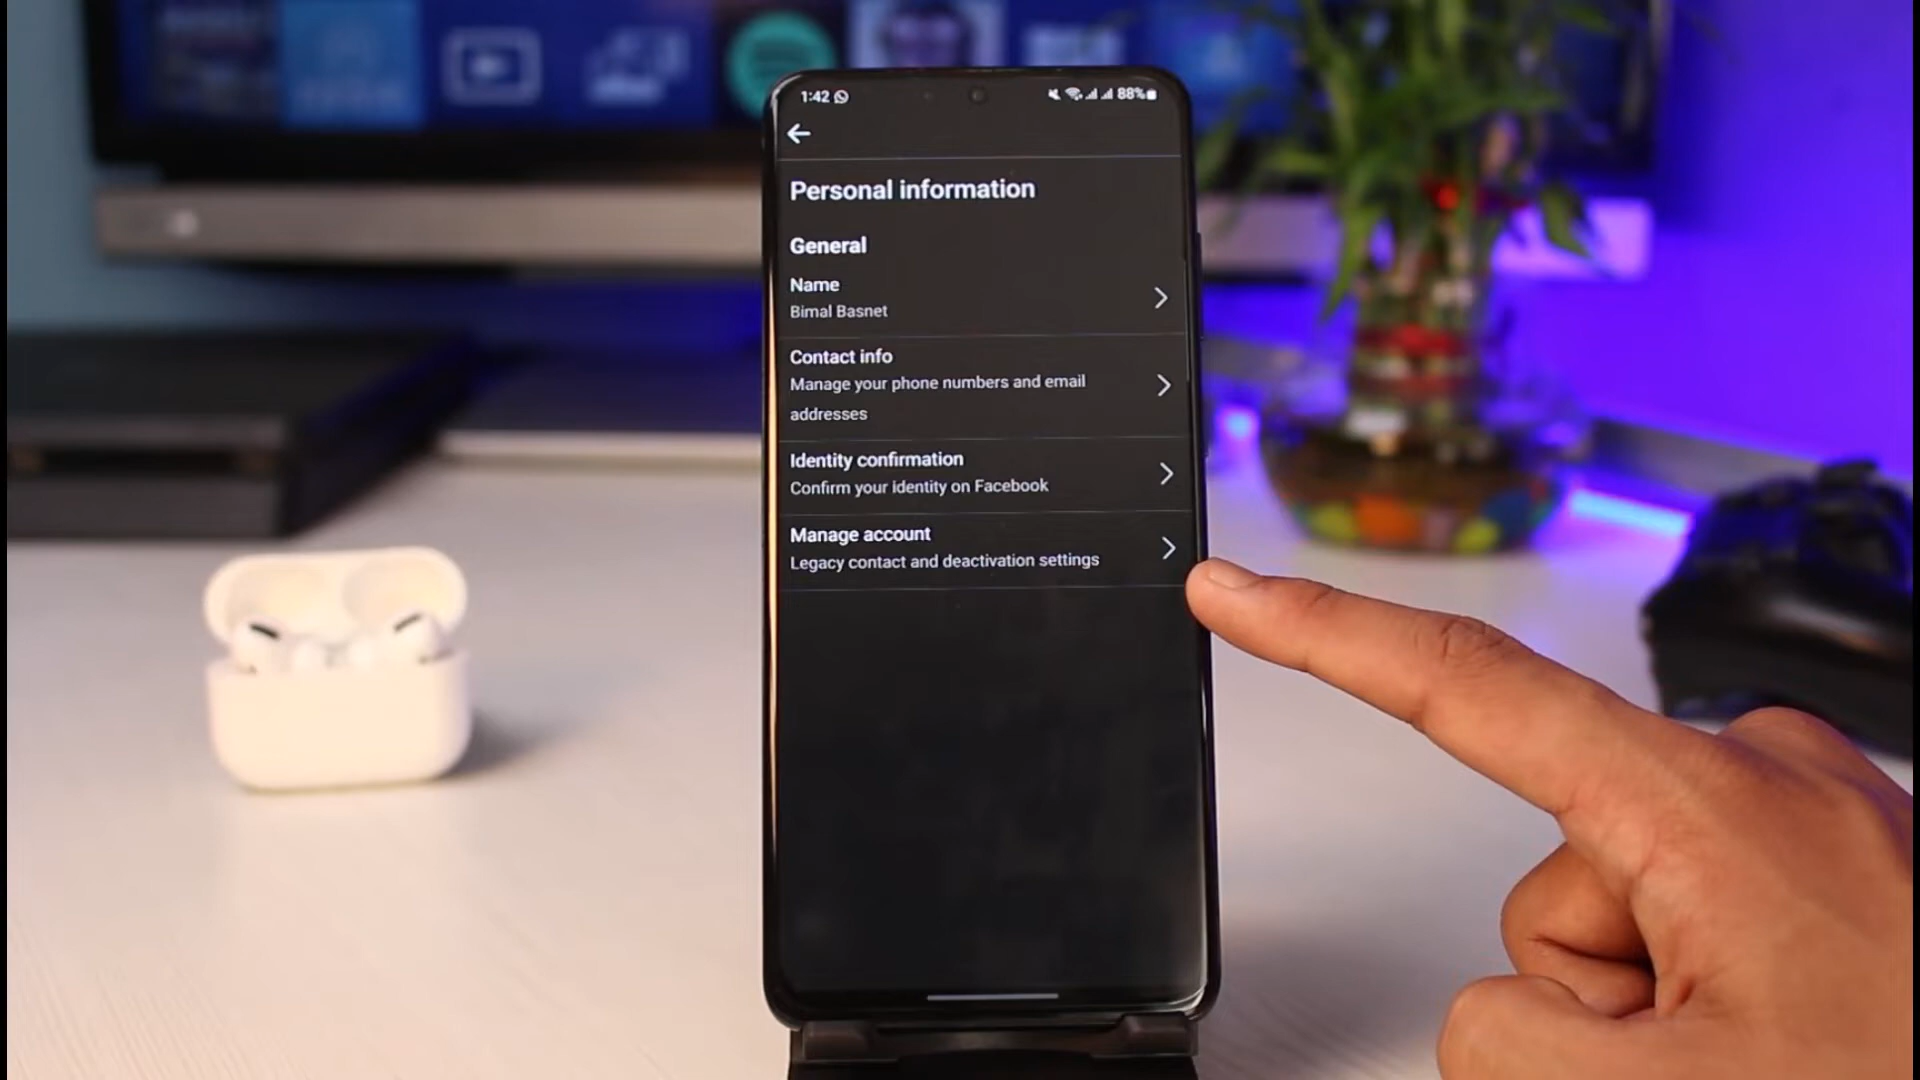 1:42 88%
Personal information
General
Name
Bimal Basnet
Contact info
Manage your phone numbers and email
addresses
Identity confirmation
Confirm your identity on Facebook
Manage account
Legacy contact and deactivation settings